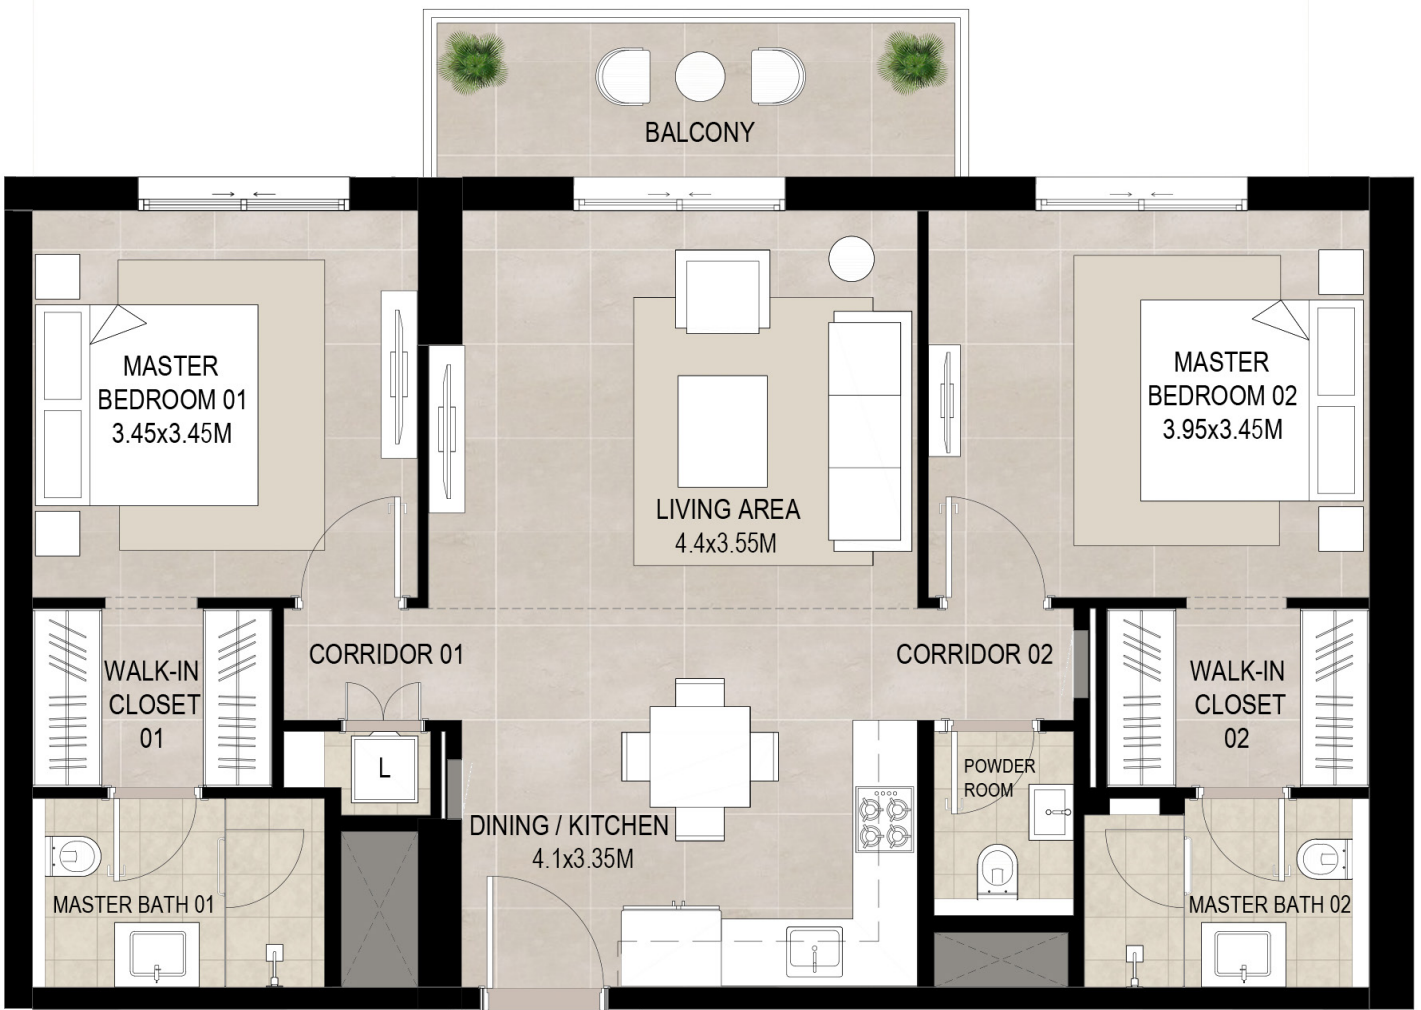 BALCONY
MASTER
BEDROOM 01
3.45x3.45M
MASTER
BEDROOM 02
3.95x3.45M
LIVING AREA
4.4x3.55M
CORRIDOR 01
CORRIDOR 02
WALK-IN
CLOSET
01
WALK-IN
CLOSET
02
L
POWDER
ROOM
DINING / KITCHEN
4.1x3.35M
MASTER BATH 01
MASTER BATH 02